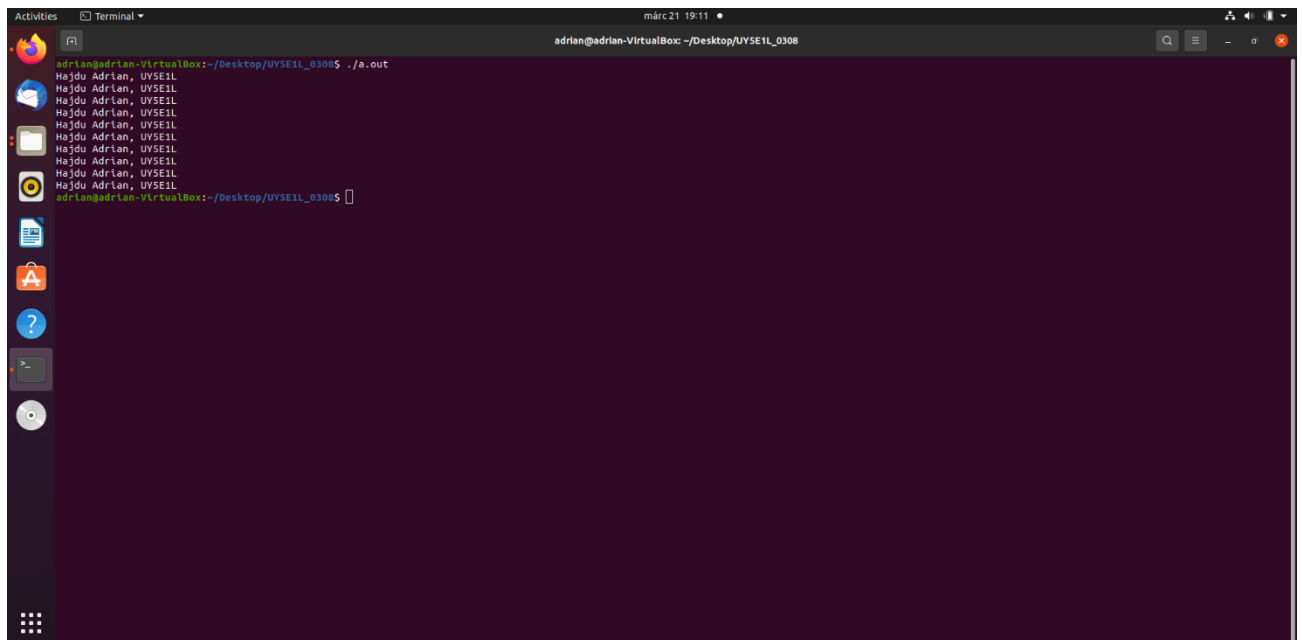 Activities Terminal márc 21 19:11
adrian@adrian-VirtualBox: ~/Desktop/UY5E1L_0308
adrian@adrian-VirtualBox:~/Desktop/UY5E1L_0308$ ./a.out
Hajdu Adrian, UY5E1L
Hajdu Adrian, UY5E1L
Hajdu Adrian, UY5E1L
Hajdu Adrian, UY5E1L
Hajdu Adrian, UY5E1L
Hajdu Adrian, UY5E1L
Hajdu Adrian, UY5E1L
Hajdu Adrian, UY5E1L
Hajdu Adrian, UY5E1L
Hajdu Adrian, UY5E1L
adrian@adrian-VirtualBox:~/Desktop/UY5E1L_0308$